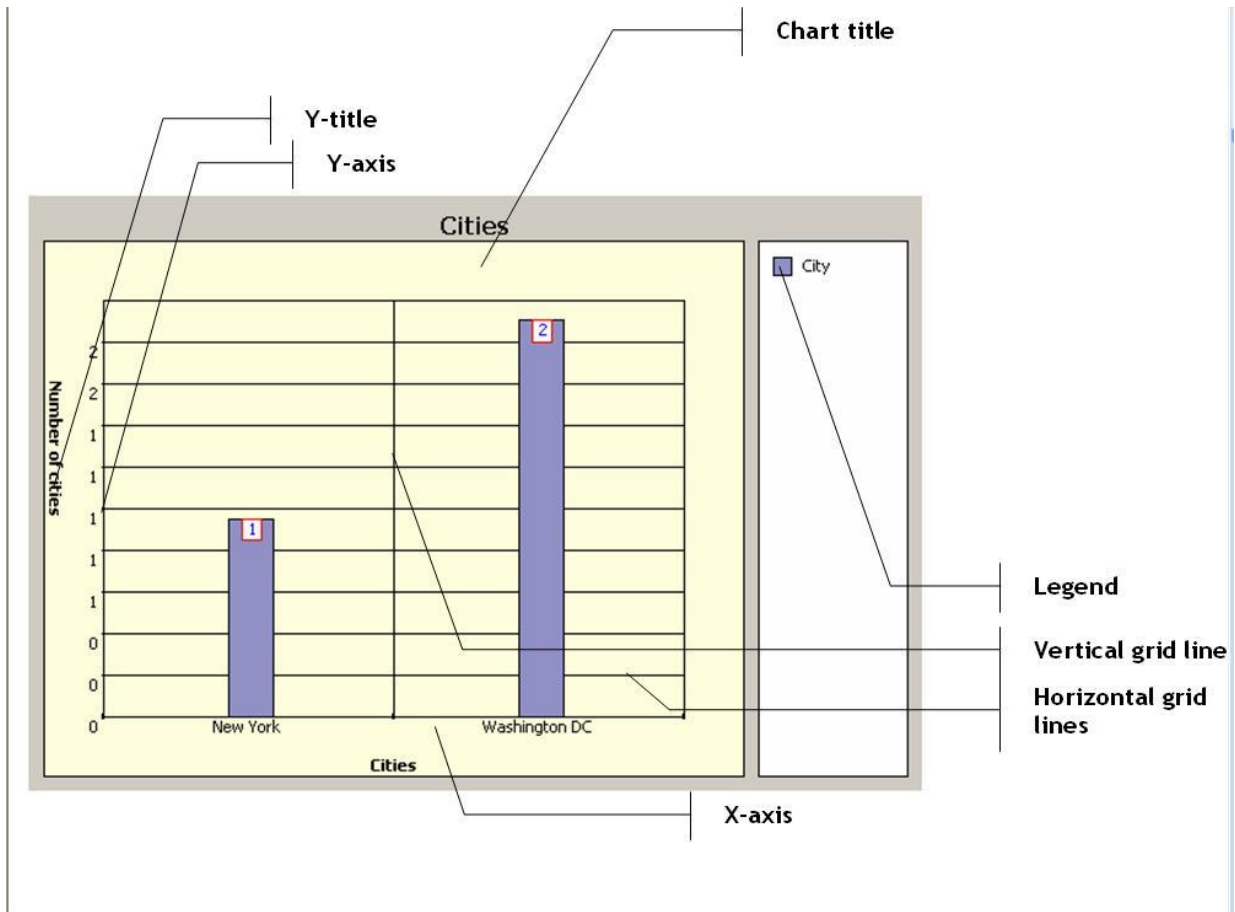 Chart title
Y-title
Y-axis
Cities
City
2
2
2
1
1
1
1
1
1
0
0
0
Number of cities
New York
Washington DC
Cities
Legend
Vertical grid line
Horizontal grid
lines
X-axis